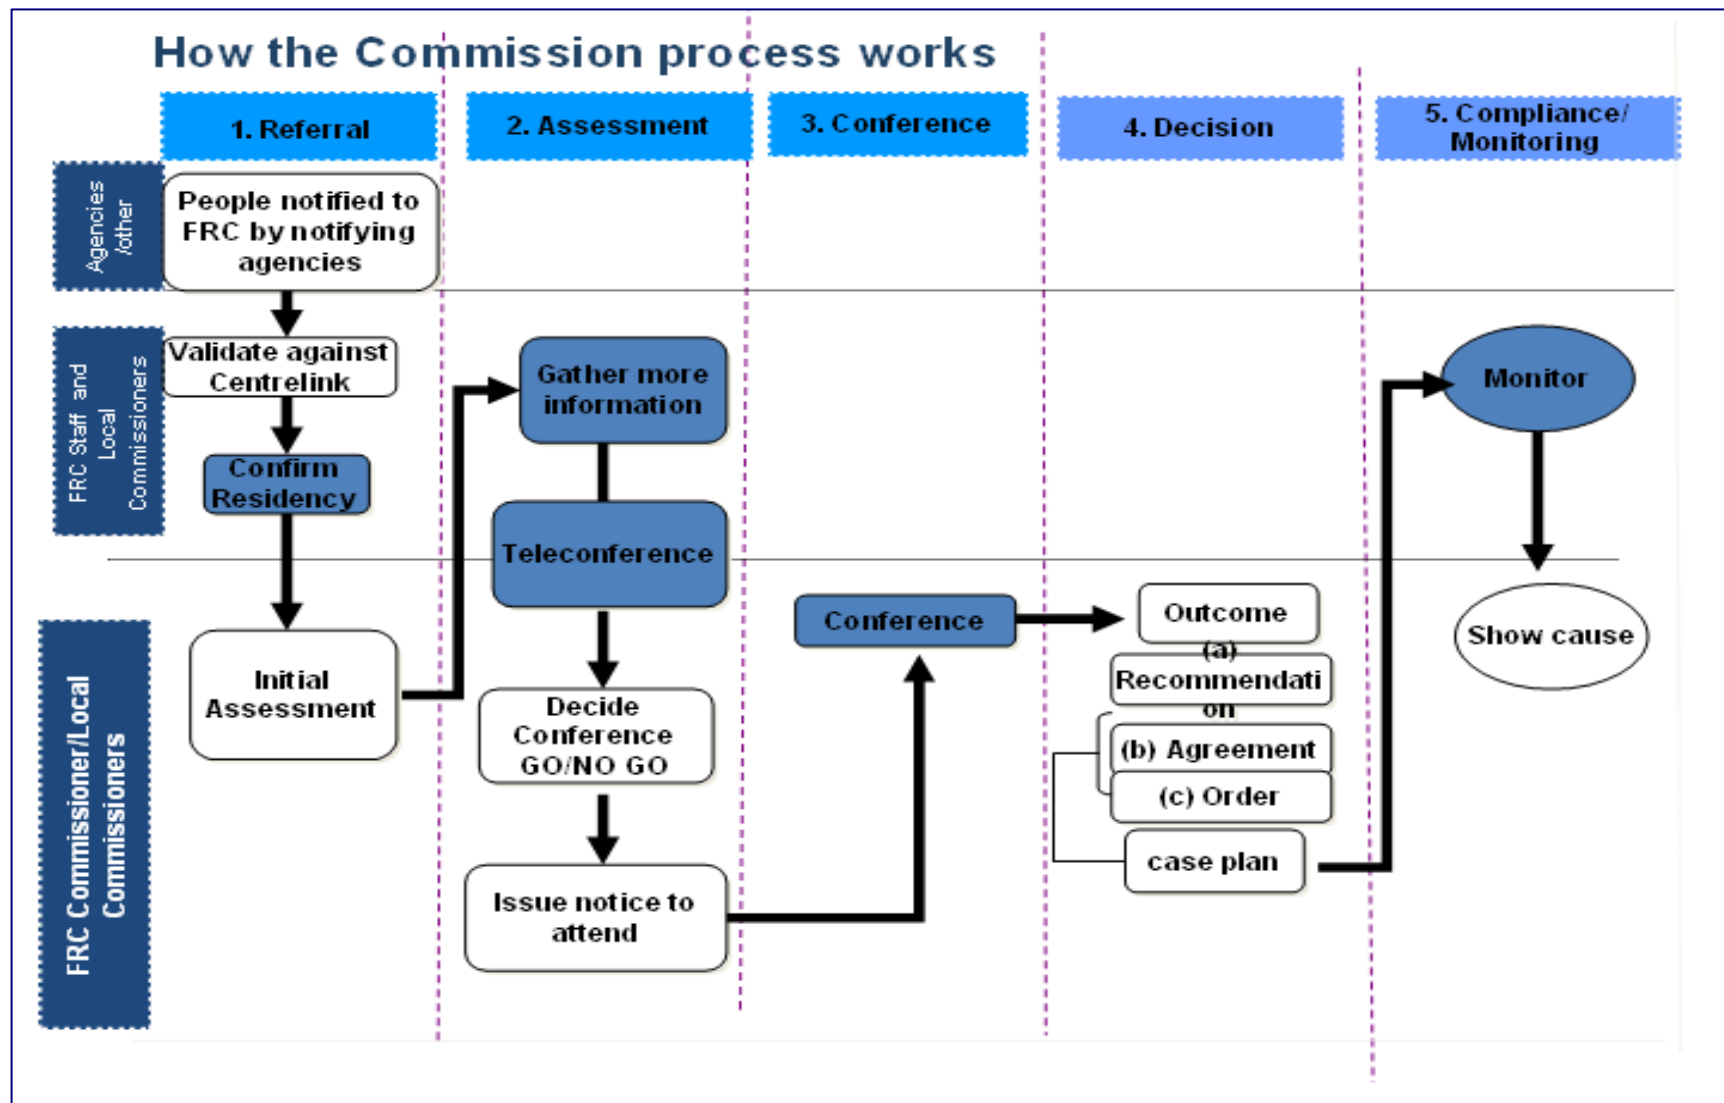 How the Commission process works
1. Referral
2. Assessment
3. Conference
4. Decision
5. Compliance/
Monitoring
Agencies
/other
People notified to
FRC by notifying
agencies
FRC Staff and
Local
Commissioners
Validate against
Centrelink
Confirm
Residency
Gather more
information
Teleconference
Monitor
FRC Commissioner/Local
Commissioners
Initial
Assessment
Decide
Conference
GO/NO GO
Issue notice to
attend
Conference
Outcome
(a)
Recommendati
on
(b) Agreement
(c) Order
case plan
Show cause